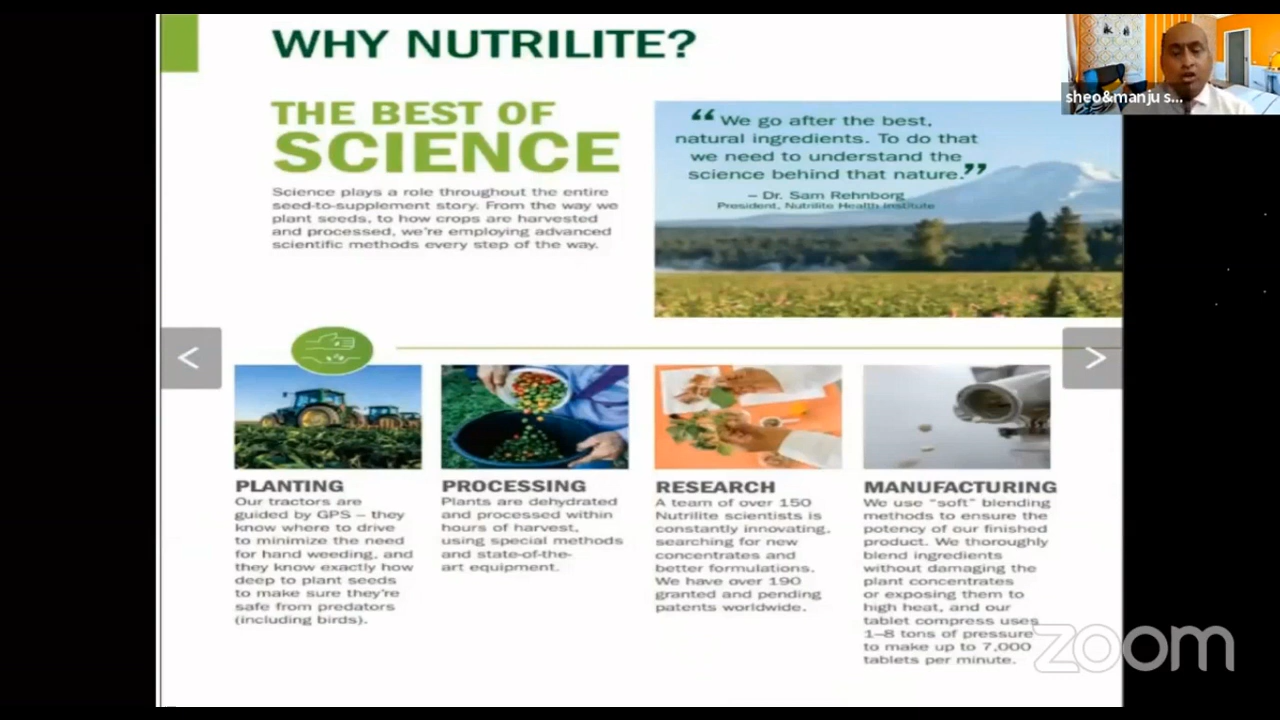 WHY NUTRILITE?
THE BEST OF
SCIENCE
Science plays a role throughout the entire
seed-to-supplement story. From the way we
plant seeds, to how crops are harvested
and processed, we're employing advanced
scientific methods every step of the way.
“We go after the best,
natural ingredients. To do that
we need to understand the
science behind that nature.”
– Dr. Sam Rehnborg
President, Nutrilite Health Institute
sheo&manju s...
<
>
PLANTING
Our tractors are
guided by GPS – they
know where to drive
to minimize the need
for hand weeding, and
they know exactly how
deep to plant seeds
to make sure they're
safe from predators
(including birds).
PROCESSING
Plants are dehydrated
and processed within
hours of harvest,
using special methods
and state-of-the-
art equipment.
RESEARCH
A team of over 150
Nutrilite scientists is
constantly innovating,
searching for new
concentrates and
better formulations.
We have over 190
granted and pending
patents worldwide.
MANUFACTURING
We use “soft” blending
methods to ensure the
potency of our finished
product. We thoroughly
blend ingredients
without damaging the
plant concentrates
or exposing them to
high heat, and our
tablet compress uses
1–8 tons of pressure
to make up to 7,000
tablets per minute.
zoom